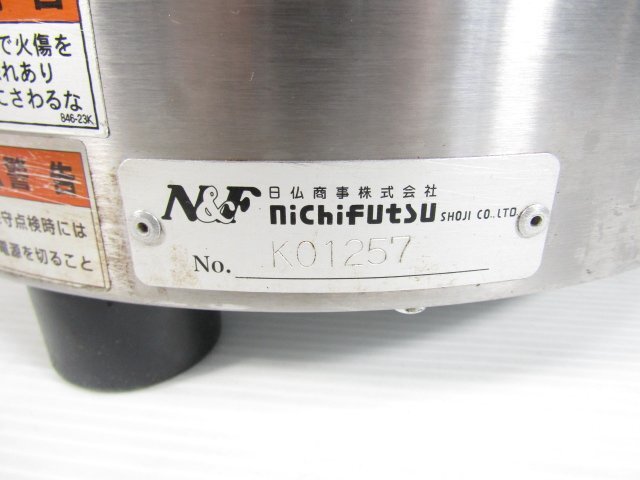 告
で火傷を
れあり
にさわるな
846-23K
警告
守点検時には
電源を切ること
N&F
日仏商事株式会社
nichifutsu SHOJI CO.,LTD.
No. K01257